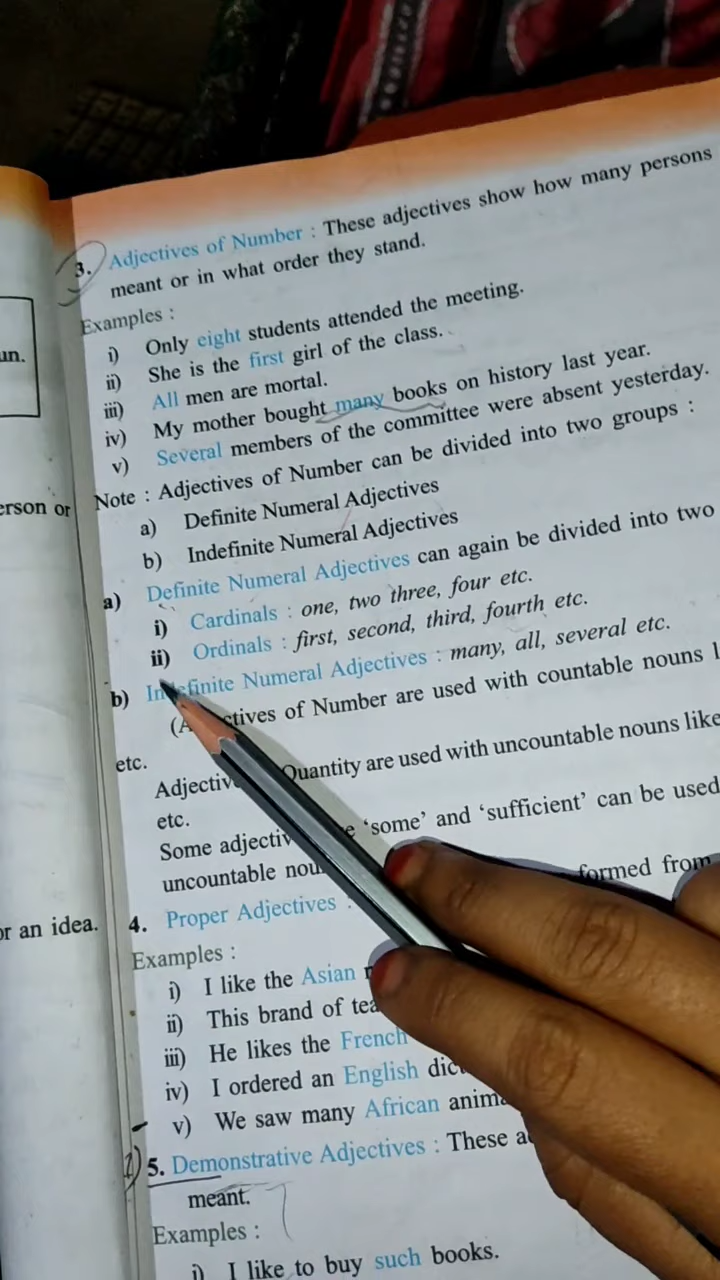 3. Adjectives of Number : These adjectives show how many persons
meant or in what order they stand.
Examples :
i) Only eight students attended the meeting.
ii) She is the first girl of the class.
iii) All men are mortal.
iv) My mother bought many books on history last year.
v) Several members of the committee were absent yesterday.
Note : Adjectives of Number can be divided into two groups :
a) Definite Numeral Adjectives
b) Indefinite Numeral Adjectives
a) Definite Numeral Adjectives can again be divided into two
i) Cardinals : one, two three, four etc.
ii) Ordinals : first, second, third, fourth etc.
b) Indefinite Numeral Adjectives : many, all, several etc.
of Number are used with countable nouns
etc.
Quantity are used with uncountable nouns like
etc.
Some 'some' and 'sufficient' can be used
uncountable
formed from
4. Proper Adjectives
Examples :
i) I like the Asian
ii) This brand of
iii) He likes the French
iv) I ordered an English
v) We saw many African
5. Demonstrative Adjectives : These
meant.
Examples :
i) I like to buy such books.
un.
erson or
or an idea.